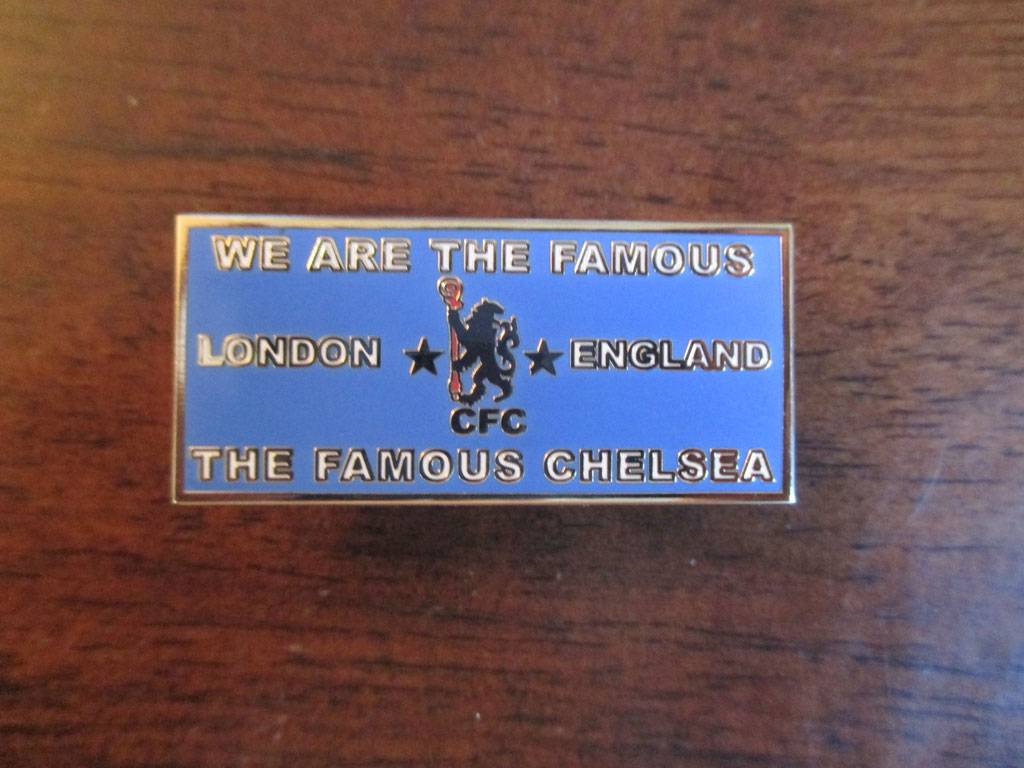 WE ARE THE FAMOUS
LONDON ★ ★ ENGLAND
CFC
THE FAMOUS CHELSEA